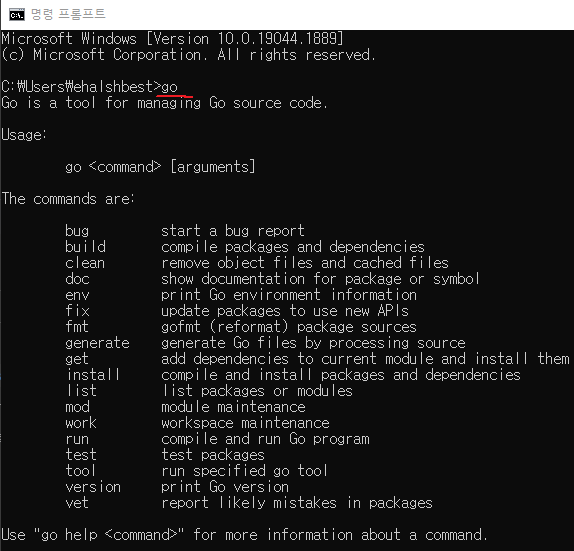 명령 프롬프트
Microsoft Windows [Version 10.0.19044.1889]
(c) Microsoft Corporation. All rights reserved.
C:₩Users₩ehalshbest>go
Go is a tool for managing Go source code.
Usage:
go <command> [arguments]
The commands are:
bug start a bug report
build compile packages and dependencies
clean remove object files and cached files
doc show documentation for package or symbol
env print Go environment information
fix update packages to use new APIs
fmt gofmt (reformat) package sources
generate generate Go files by processing source
get add dependencies to current module and install them
install compile and install packages and dependencies
list list packages or modules
mod module maintenance
work workspace maintenance
run compile and run Go program
test test packages
tool run specified go tool
version print Go version
vet report likely mistakes in packages
Use "go help <command>" for more information about a command.